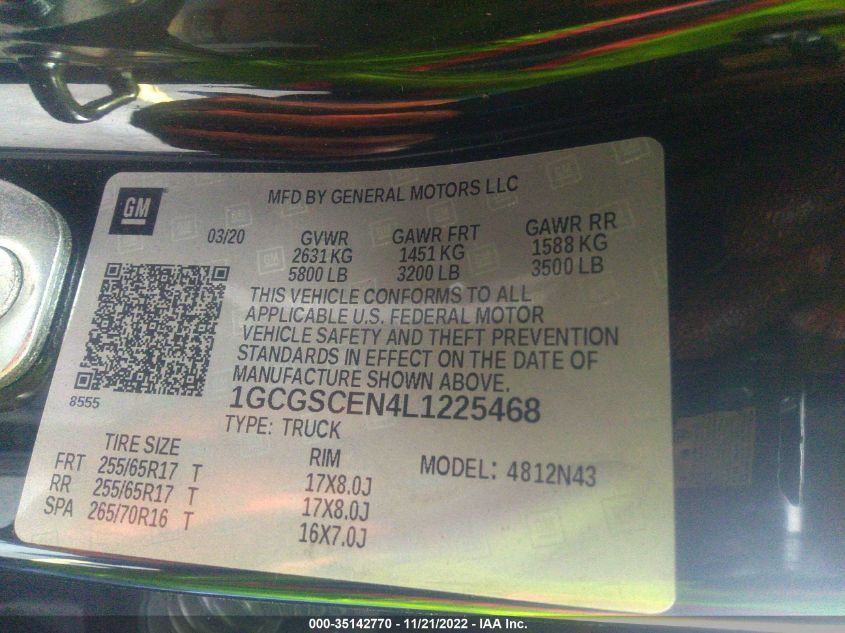 GM
MFD BY GENERAL MOTORS LLC
03/20 GVWR GAWR FRT GAWR RR
2631 KG 1451 KG 1588 KG
5800 LB 3200 LB 3500 LB
THIS VEHICLE CONFORMS TO ALL
APPLICABLE U.S. FEDERAL MOTOR
VEHICLE SAFETY AND THEFT PREVENTION
STANDARDS IN EFFECT ON THE DATE OF
MANUFACTURE SHOWN ABOVE.
8555
1GCGSCEN4L1225468
TYPE: TRUCK
TIRE SIZE RIM MODEL: 4812N43
FRT 255/65R17 T 17X8.0J
RR 255/65R17 T 17X8.0J
SPA 265/70R16 T 16X7.0J
000-35142770 - 11/21/2022 - IAA Inc.